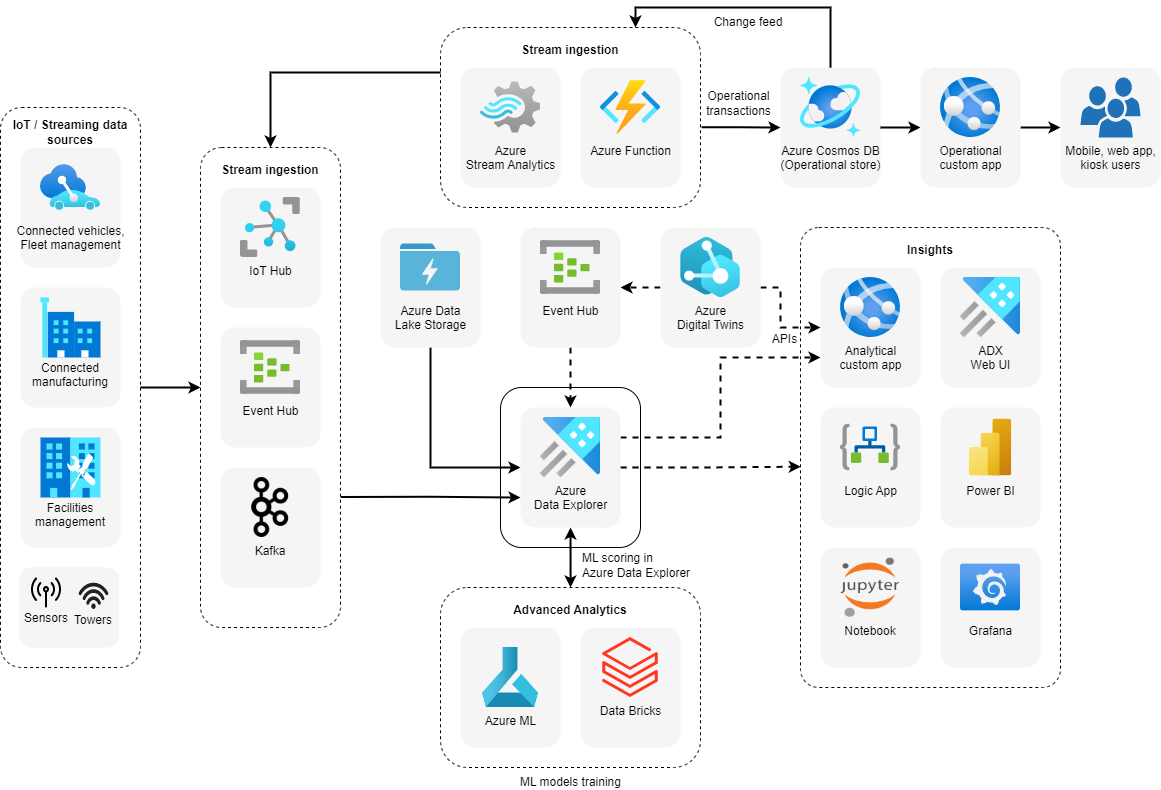 Change feed
Stream ingestion
Azure
Stream Analytics
Azure Function
Operational
transactions
Azure Cosmos DB
(Operational store)
Operational
custom app
Mobile, web app,
kiosk users
IoT / Streaming data
sources
Connected vehicles,
Fleet management
Connected
manufacturing
Facilities
management
Sensors
Towers
Stream ingestion
IoT Hub
Event Hub
Kafka
Azure Data
Lake Storage
Event Hub
Azure
Digital Twins
APIs
Azure
Data Explorer
ML scoring in
Azure Data Explorer
Advanced Analytics
Azure ML
Data Bricks
ML models training
Insights
Analytical
custom app
ADX
Web UI
Logic App
Power BI
jupyter
Notebook
Grafana